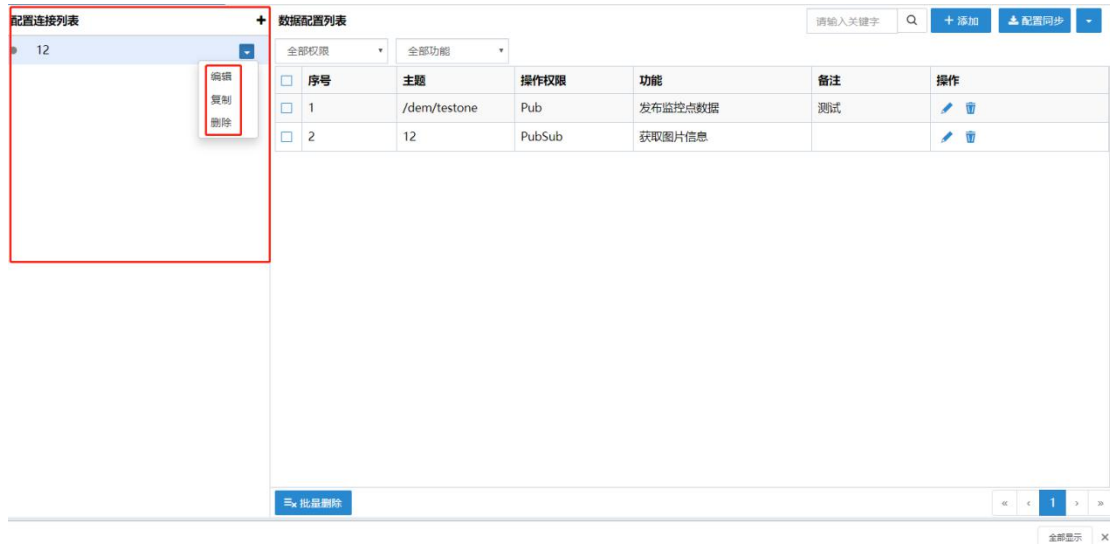 配置连接列表
12
编辑
复制
删除
数据配置列表
请输入关键字
添加
配置同步
全部权限 全部功能
序号 主题 操作权限 功能 备注 操作
1 /dem/testone Pub 发布监控点数据 测试
2 12 PubSub 获取图片信息
批量删除
« ‹ 1 › »
全部显示